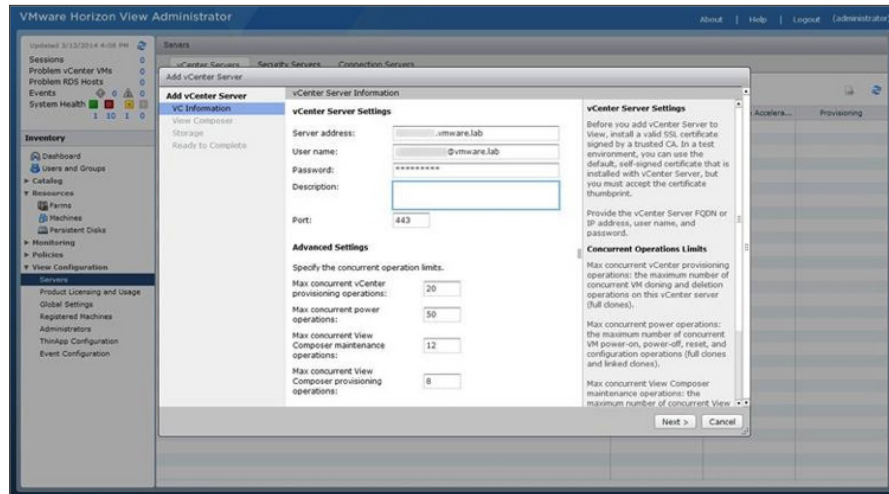 VMware Horizon View Administrator
About | Help | Logout (administrator)
Updated 3/13/2014 4:08 PM
Sessions 0
Problem vCenter VMs 0
Problem RDS Hosts 0
Events 0 0
System Health
1 10 1 0
Inventory
Dashboard
Users and Groups
Catalog
Resources
Farms
Machines
Persistent Disks
Monitoring
Policies
View Configuration
Servers
Product Licensing and Usage
Global Settings
Registered Machines
Administrators
ThinApp Configuration
Event Configuration
Servers
vCenter Servers Security Servers Connection Servers
Accelera... Provisioning
Add vCenter Server
Add vCenter Server
VC Information
View Composer
Storage
Ready to Complete
vCenter Server Information
vCenter Server Settings
Server address: .vmware.lab
User name: @vmware.lab
Password: *********
Description:
Port: 443
Advanced Settings
Specify the concurrent operation limits.
Max concurrent vCenter
provisioning operations: 20
Max concurrent power
operations: 50
Max concurrent View
Composer maintenance
operations: 12
Max concurrent View
Composer provisioning
operations: 8
vCenter Server Settings
Before you add vCenter Server to
View, install a valid SSL certificate
signed by a trusted CA. In a test
environment, you can use the
default, self-signed certificate that is
installed with vCenter Server, but
you must accept the certificate
thumbprint.
Provide the vCenter Server FQDN or
IP address, user name, and
password.
Concurrent Operations Limits
Max concurrent vCenter provisioning
operations: the maximum number of
concurrent VM cloning and deletion
operations on this vCenter server
(full clones).
Max concurrent power operations:
the maximum number of concurrent
VM power-on, power-off, reset, and
configuration operations (full clones
and linked clones).
Max concurrent View Composer
maintenance operations: the
maximum number of concurrent View
Next > Cancel